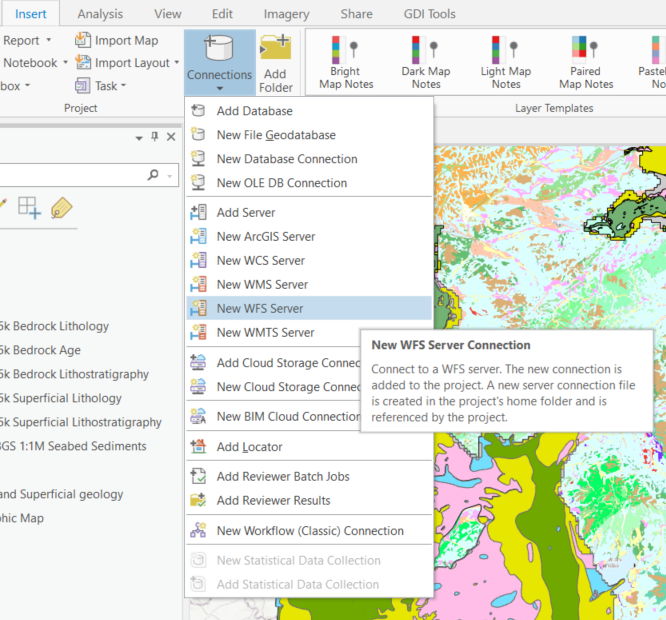 Insert Analysis View Edit Imagery Share GDI Tools
Report
Import Map
Notebook
Import Layout
box
Task
Project
Connections
Add
Folder
Bright
Map Notes
Dark Map
Notes
Light Map
Notes
Paired
Map Notes
Pastel
No
Layer Templates
Add Database
New File Geodatabase
New Database Connection
New OLE DB Connection
Add Server
New ArcGIS Server
New WCS Server
New WMS Server
New WFS Server
New WMTS Server
Add Cloud Storage Connec
New Cloud Storage Connec
New BIM Cloud Connection
Add Locator
Add Reviewer Batch Jobs
Add Reviewer Results
New Workflow (Classic) Connection
New Statistical Data Collection
Add Statistical Data Collection
New WFS Server Connection
Connect to a WFS server. The new connection is
added to the project. A new server connection file
is created in the project's home folder and is
referenced by the project.
5k Bedrock Lithology
5k Bedrock Age
5k Bedrock Lithostratigraphy
5k Superficial Lithology
5k Superficial Lithostratigraphy
BGS 1:1M Seabed Sediments
and Superficial geology
phic Map